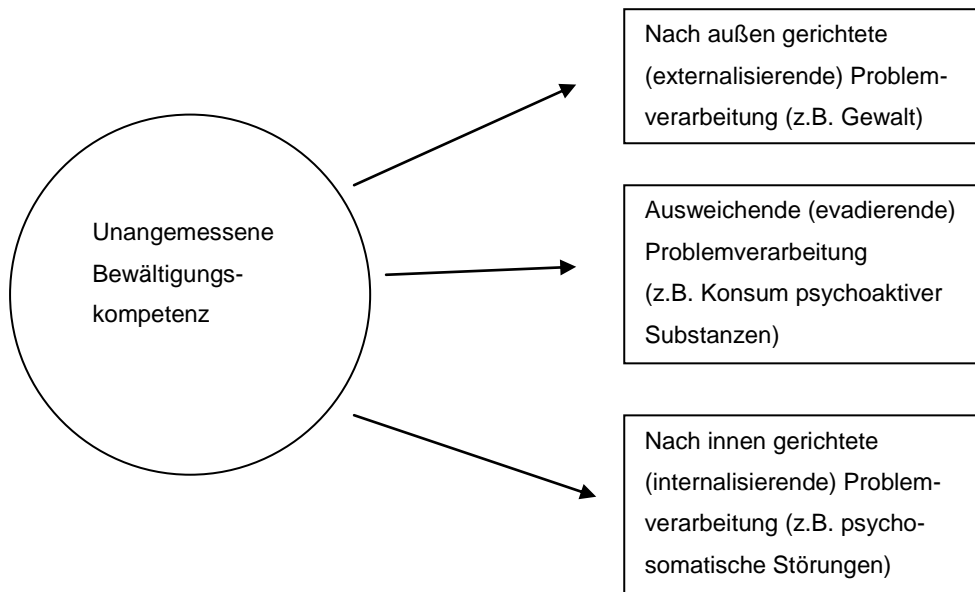 Unangemessene
Bewältigungs-
kompetenz
Nach außen gerichtete
(externalisierende) Problem-
verarbeitung (z.B. Gewalt)
Ausweichende (evadierende)
Problemverarbeitung
(z.B. Konsum psychoaktiver
Substanzen)
Nach innen gerichtete
(internalisierende) Problem-
verarbeitung (z.B. psycho-
somatische Störungen)